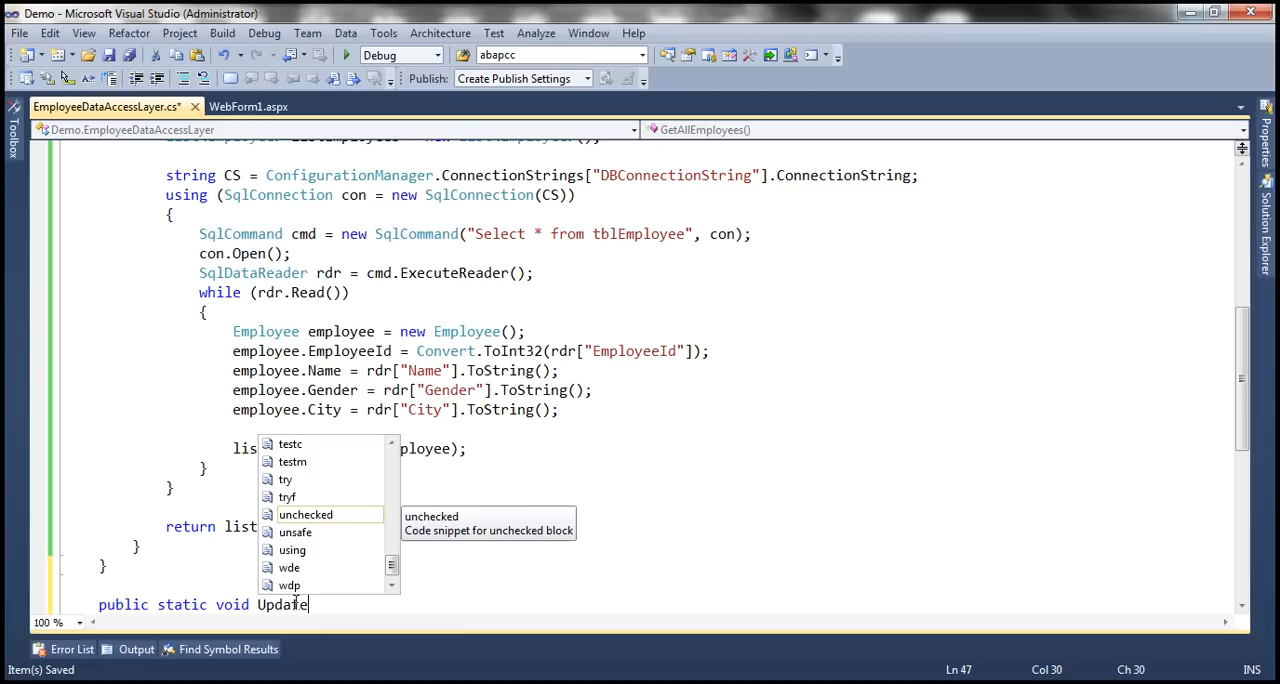 Demo - Microsoft Visual Studio (Administrator)
File Edit View Refactor Project Build Debug Team Data Tools Architecture Test Analyze Window Help
Debug abapcc
Publish: Create Publish Settings
EmployeeDataAccessLayer.cs* WebForm1.aspx
Demo.EmployeeDataAccessLayer GetAllEmployees()
string CS = ConfigurationManager.ConnectionStrings["DBConnectionString"].ConnectionString;
using (SqlConnection con = new SqlConnection(CS))
{
SqlCommand cmd = new SqlCommand("Select * from tblEmployee", con);
con.Open();
SqlDataReader rdr = cmd.ExecuteReader();
while (rdr.Read())
{
Employee employee = new Employee();
employee.EmployeeId = Convert.ToInt32(rdr["EmployeeId"]);
employee.Name = rdr["Name"].ToString();
employee.Gender = rdr["Gender"].ToString();
employee.City = rdr["City"].ToString();
lis ployee);
}
}
return list
}
}
public static void Update
testc
testm
try
tryf
unchecked
unsafe
using
wde
wdp
unchecked
Code snippet for unchecked block
Toolbox
Properties
Solution Explorer
100 %
Error List Output Find Symbol Results
Item(s) Saved Ln 47 Col 30 Ch 30 INS